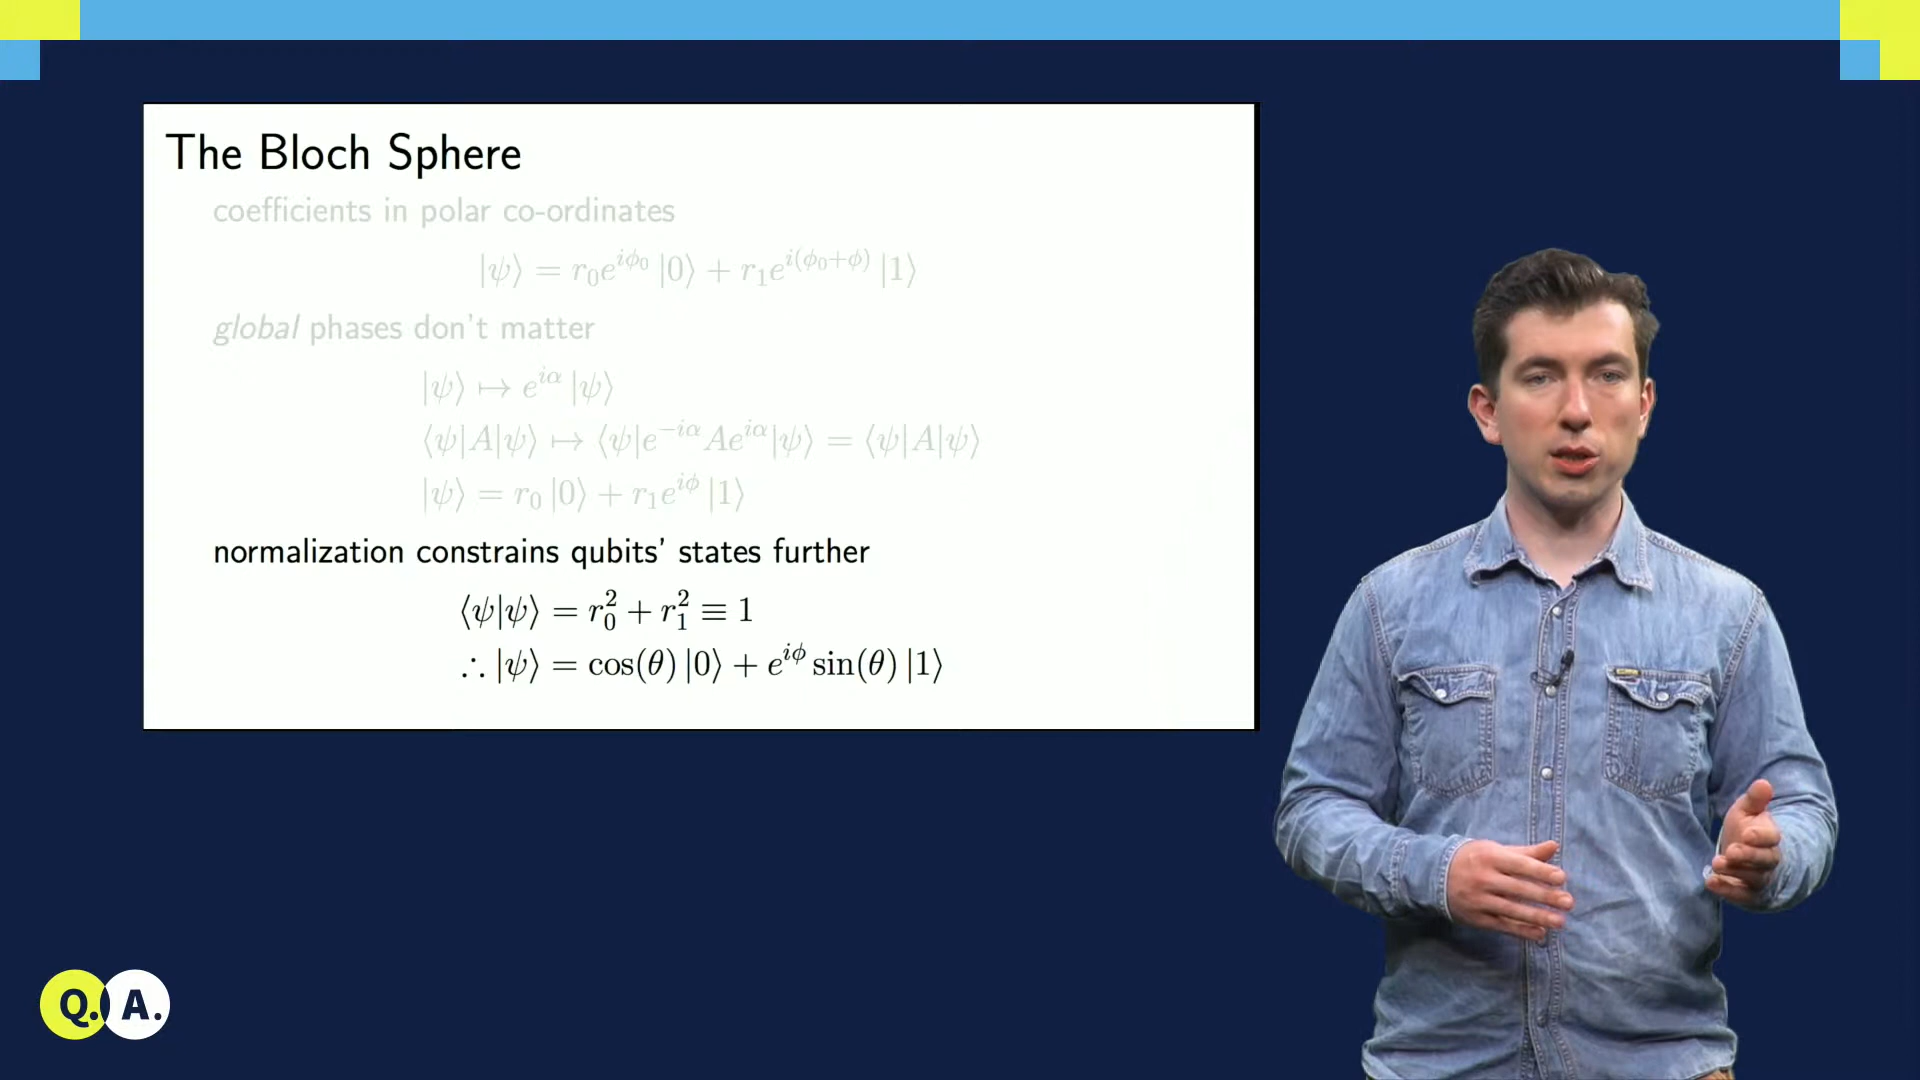 The Bloch Sphere
coefficients in polar co-ordinates
|ψ⟩ = r₀e^{iϕ₀} |0⟩ + r₁e^{i(ϕ₀+ϕ)} |1⟩
global phases don't matter
|ψ⟩ ↦ e^{iα} |ψ⟩
⟨ψ|A|ψ⟩ ↦ ⟨ψ|e^{−iα} Ae^{iα}|ψ⟩ = ⟨ψ|A|ψ⟩
|ψ⟩ = r₀ |0⟩ + r₁e^{iϕ} |1⟩
normalization constrains qubits' states further
⟨ψ|ψ⟩ = r₀² + r₁² ≡ 1
∴ |ψ⟩ = cos(θ) |0⟩ + e^{iϕ} sin(θ) |1⟩
Q. A.